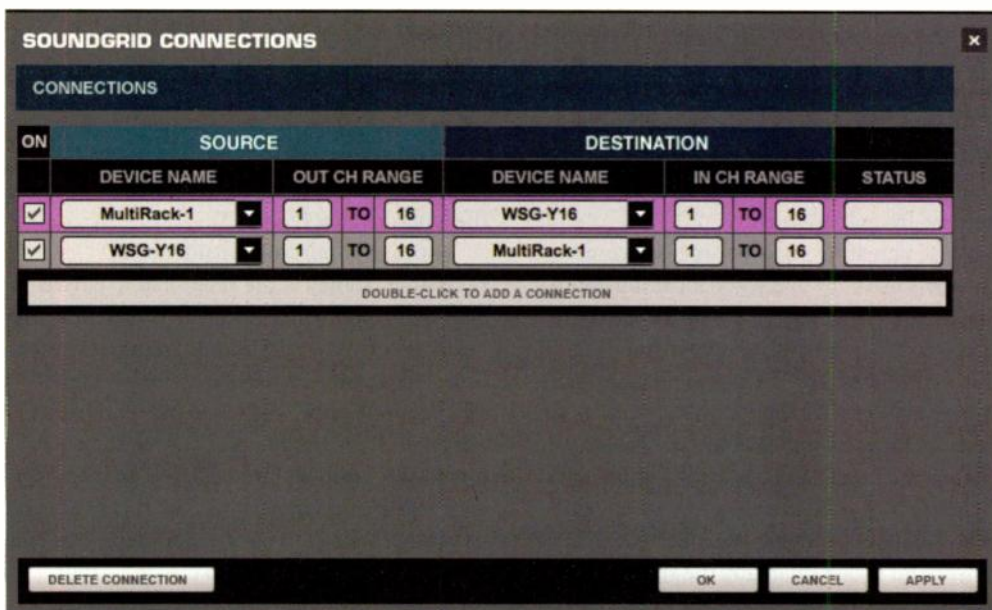 SOUNDGRID CONNECTIONS
CONNECTIONS
ON SOURCE DESTINATION
DEVICE NAME OUT CH RANGE DEVICE NAME IN CH RANGE STATUS
MultiRack-1 1 TO 16 WSG-Y16 1 TO 16
WSG-Y16 1 TO 16 MultiRack-1 1 TO 16
DOUBLE-CLICK TO ADD A CONNECTION
DELETE CONNECTION OK CANCEL APPLY